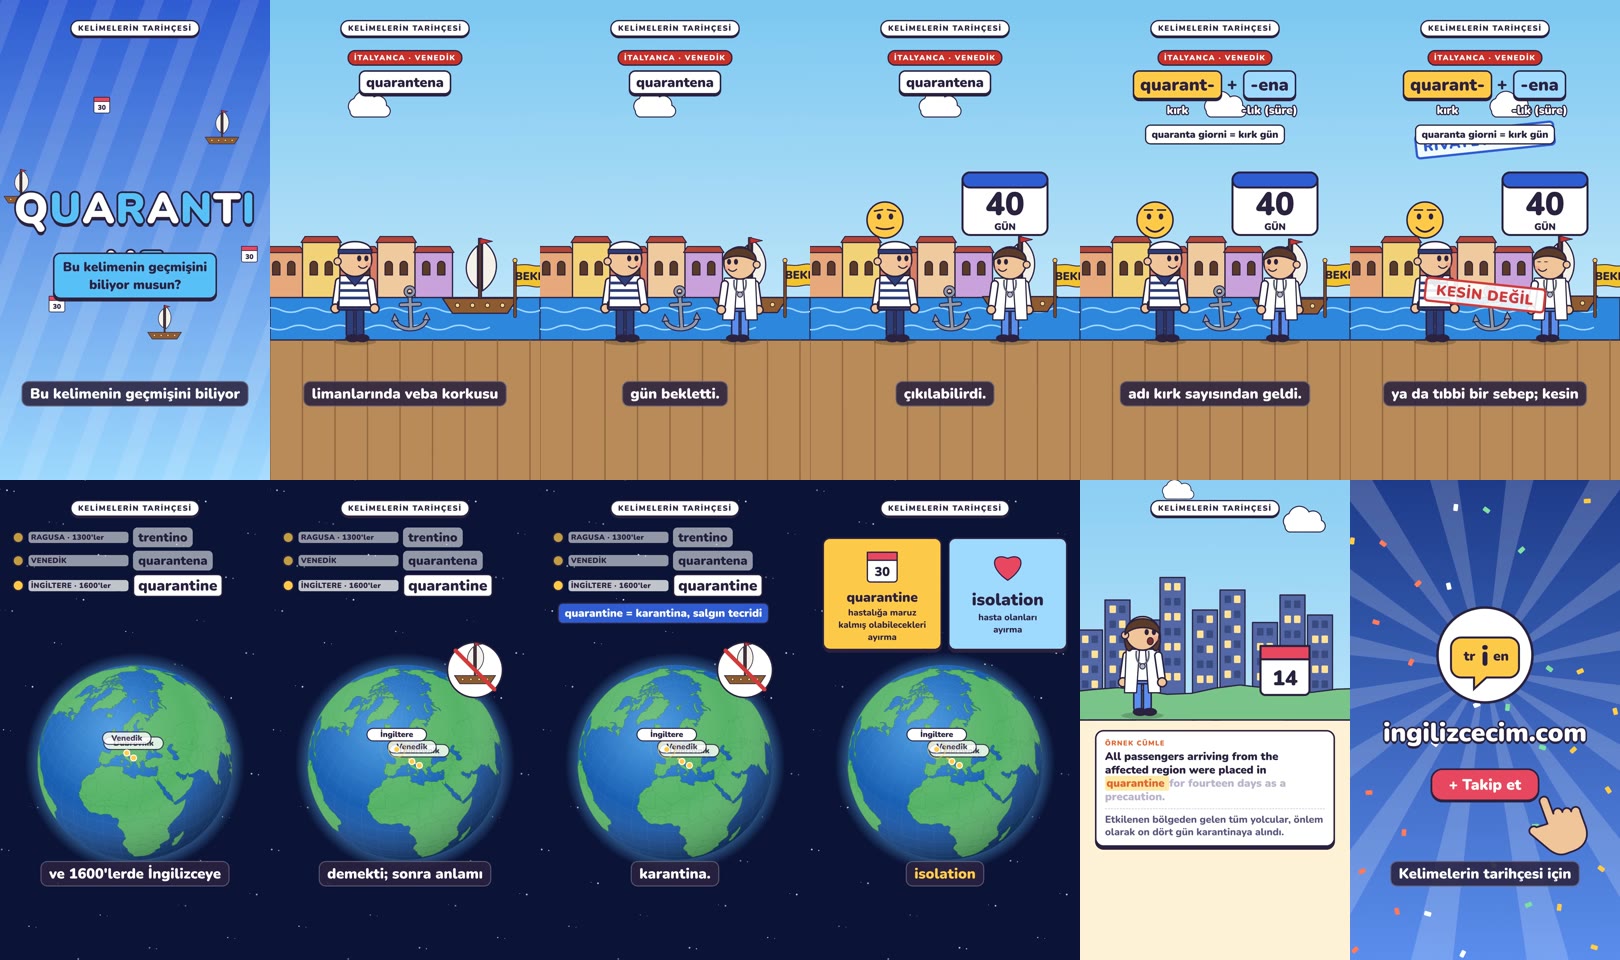 KELİMELERİN TARİHÇESİ
30
QUARANTI
Bu kelimenin geçmişini
biliyor musun?
30
30
Bu kelimenin geçmişini biliyor
KELİMELERİN TARİHÇESİ
İTALYANCA · VENEDİK
quarantena
BEKL
limanlarında veba korkusu
KELİMELERİN TARİHÇESİ
İTALYANCA · VENEDİK
quarantena
BEKL
gün bekletti.
KELİMELERİN TARİHÇESİ
İTALYANCA · VENEDİK
quarantena
40
GÜN
BEKL
çıkılabilirdi.
KELİMELERİN TARİHÇESİ
İTALYANCA · VENEDİK
quarant- + -ena
kırk -lık (süre)
quaranta giorni = kırk gün
40
GÜN
BEKL
adı kırk sayısından geldi.
KELİMELERİN TARİHÇESİ
İTALYANCA · VENEDİK
quarant- + -ena
kırk -lık (süre)
quaranta giorni = kırk gün
40
GÜN
KESİN DEĞİL
ya da tıbbi bir sebep; kesin
KELİMELERİN TARİHÇESİ
RAGUSA · 1300'ler trentino
VENEDİK quarantena
İNGİLTERE · 1600'ler quarantine
Venedik
ve 1600'lerde İngilizceye
KELİMELERİN TARİHÇESİ
RAGUSA · 1300'ler trentino
VENEDİK quarantena
İNGİLTERE · 1600'ler quarantine
İngiltere
Venedik
demekti; sonra anlamı
KELİMELERİN TARİHÇESİ
RAGUSA · 1300'ler trentino
VENEDİK quarantena
İNGİLTERE · 1600'ler quarantine
quarantine = karantina, salgın tecridi
İngiltere
Venedik
karantina.
KELİMELERİN TARİHÇESİ
30
quarantine
hastalığa maruz
kalmış olabilecekleri
ayırma
isolation
hasta olanları
ayırma
İngiltere
Venedik
isolation
KELİMELERİN TARİHÇESİ
14
ÖRNEK CÜMLE
All passengers arriving from the
affected region were placed in
quarantine for fourteen days as a
precaution.
Etkilenen bölgeden gelen tüm yolcular, önlem
olarak on dört gün karantinaya alındı.
tr i en
ingilizcecim.com
+ Takip et
Kelimelerin tarihçesi için